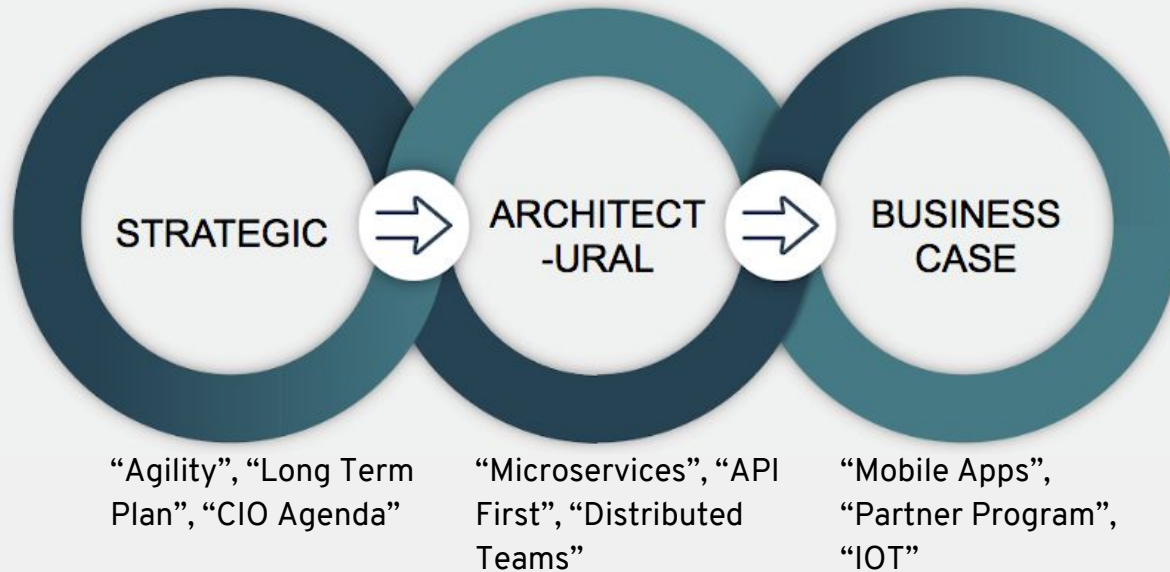 STRATEGIC
ARCHITECT
-URAL
BUSINESS
CASE
“Agility”, “Long Term
Plan”, “CIO Agenda”
“Microservices”, “API
First”, “Distributed
Teams”
“Mobile Apps”,
“Partner Program”,
“IOT”